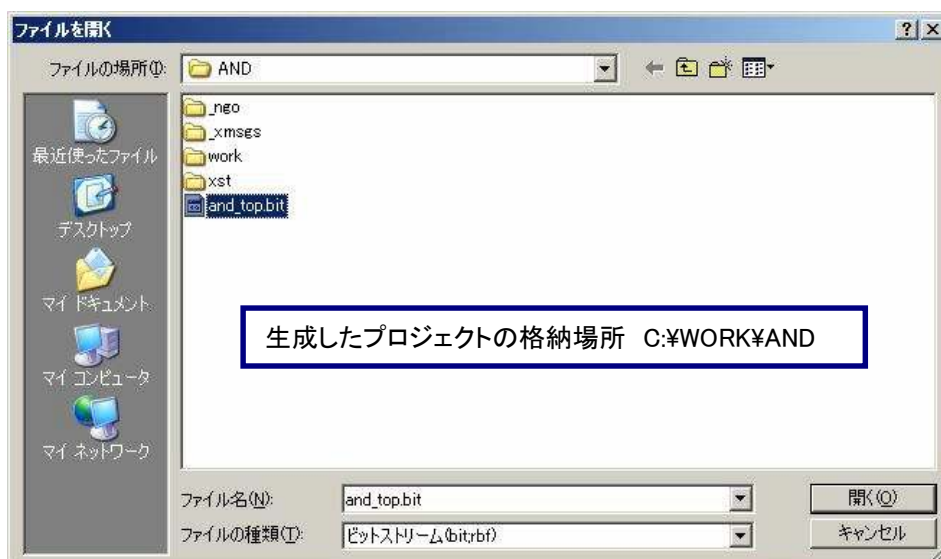 ファイルを開く
ファイルの場所(I): AND
_ngo
_xmsgs
work
xst
and_top.bit
最近使ったファイル
デスクトップ
マイ ドキュメント
マイ コンピュータ
マイ ネットワーク
生成したプロジェクトの格納場所 C:¥WORK¥AND
ファイル名(N): and_top.bit 開く(O)
ファイルの種類(T): ビットストリーム(bit;rbf) キャンセル